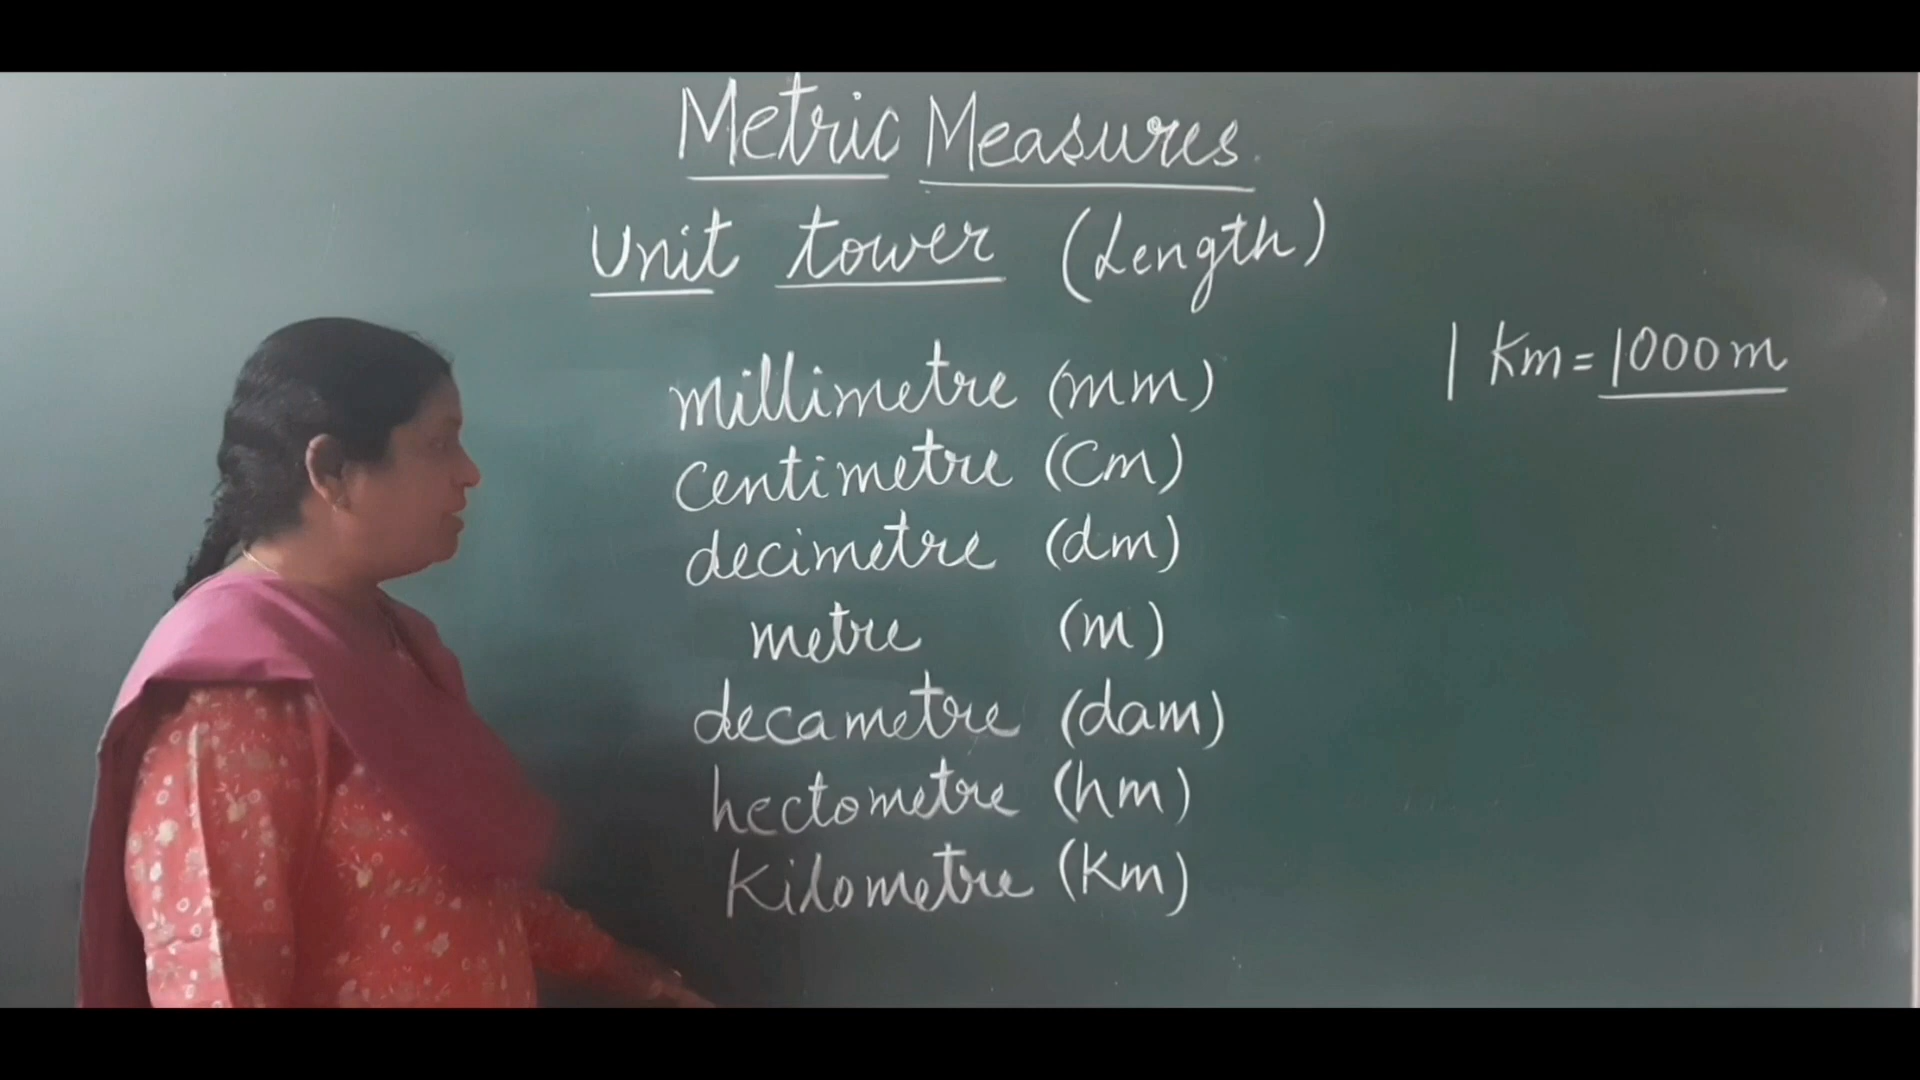 Metric Measures.
Unit tower (Length)
1 Km = 1000 m
millimetre (mm)
Centimetre (Cm)
decimetre (dm)
metre (m)
decametre (dam)
hectometre (hm)
Kilometre (Km)